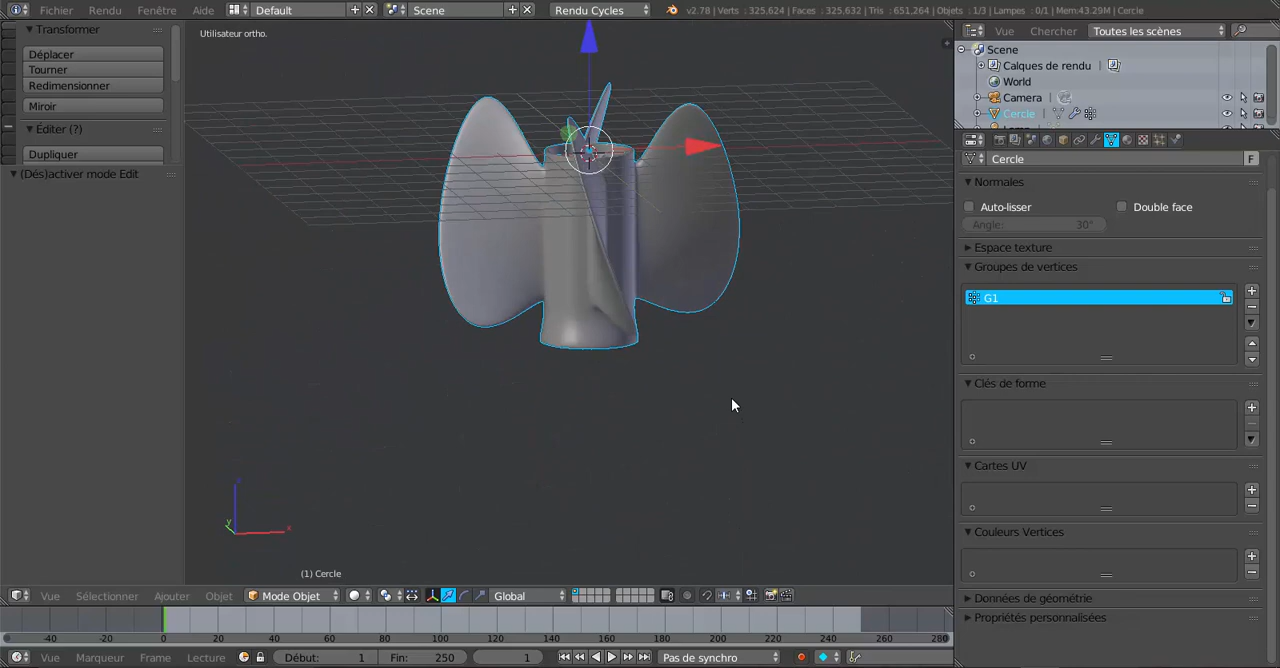 Fichier Rendu Fenêtre Aide Default Scene Rendu Cycles v2.78 | Verts : 325,624 | Faces : 325,632 | Tris : 651,264 | Objets : 1/3 | Lampes : 0/1 | Mem:43.29M | Cercle
Transformer
Déplacer
Tourner
Redimensionner
Miroir
Éditer (?)
Dupliquer
(Dés)activer mode Edit
Utilisateur ortho.
z
y
x
(1) Cercle
Vue Chercher Toutes les scènes
Scene
Calques de rendu
World
Camera
Cercle
Cercle F
Normales
Auto-lisser Double face
Angle: 30°
Espace texture
Groupes de vertices
G1
Clés de forme
Cartes UV
Couleurs Vertices
Données de géométrie
Propriétés personnalisées
Vue Sélectionner Ajouter Objet Mode Objet Global
-40 -20 0 20 40 60 80 100 120 140 160 180 200 220 240 260 280
Vue Marqueur Frame Lecture Début: 1 Fin: 250 1 Pas de synchro